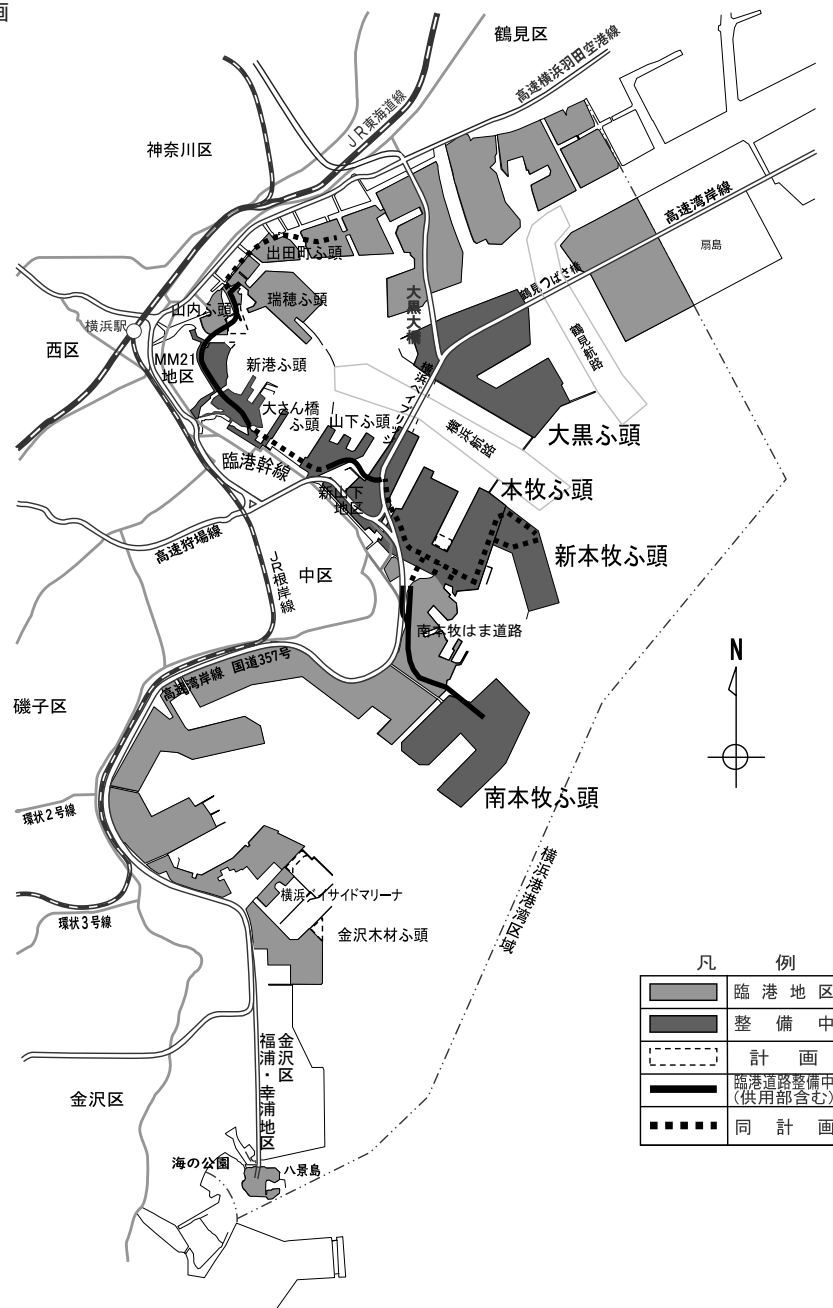 画
鶴見区
高速横浜羽田空港線
JR東海道線
神奈川区
高速湾岸線
扇島
出田町ふ頭
鶴見つばさ橋
瑞穂ふ頭
大黒大橋
山内ふ頭
横浜駅
鶴見航路
西区
MM21
地区
新港ふ頭
横浜ベイブリッジ
大さん橋
ふ頭
山下ふ頭
横浜航路
大黒ふ頭
臨港幹線
新山下
地区
本牧ふ頭
高速狩場線
JR根岸線
中区
新本牧ふ頭
南本牧はま道路
高速湾岸線 国道357号
磯子区
南本牧ふ頭
環状2号線
横浜港港湾区域
横浜ベイサイドマリーナ
環状3号線
金沢木材ふ頭
凡例
臨港地区
整備中
計画
臨港道路整備中
(供用部含む)
同計画
金沢区
福浦・幸浦地区
金沢区
海の公園
八景島
N